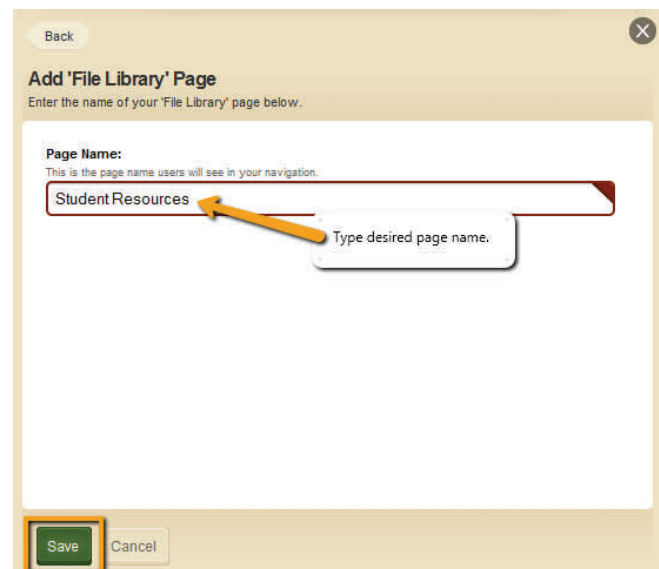 Back
Add 'File Library' Page
Enter the name of your 'File Library' page below.
Page Name:
This is the page name users will see in your navigation.
Student Resources
Type desired page name.
Save Cancel